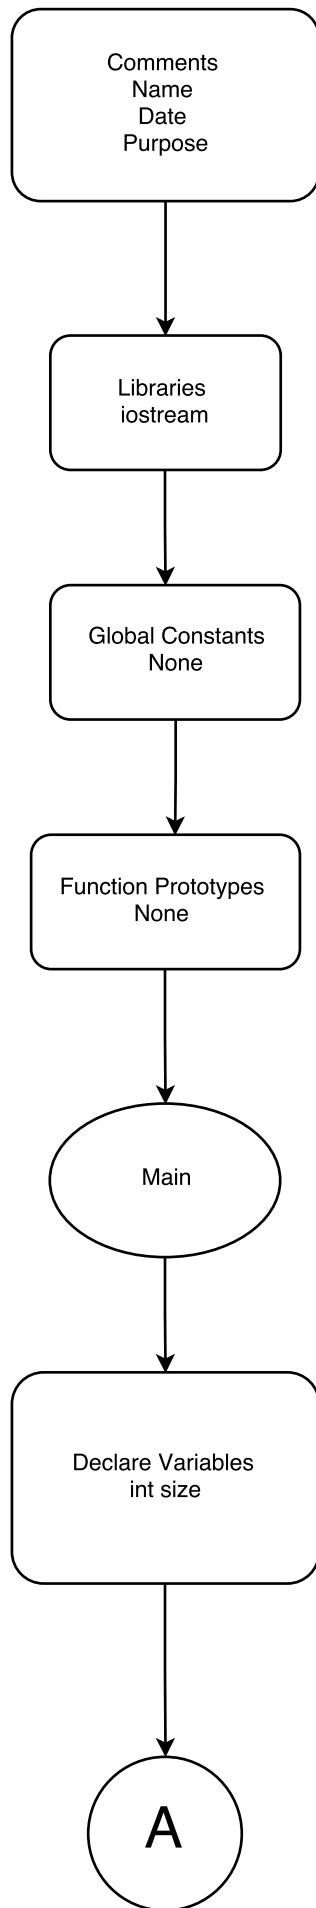 Comments
Name
Date
Purpose
Libraries
iostream
Global Constants
None
Function Prototypes
None
Main
Declare Variables
int size
A